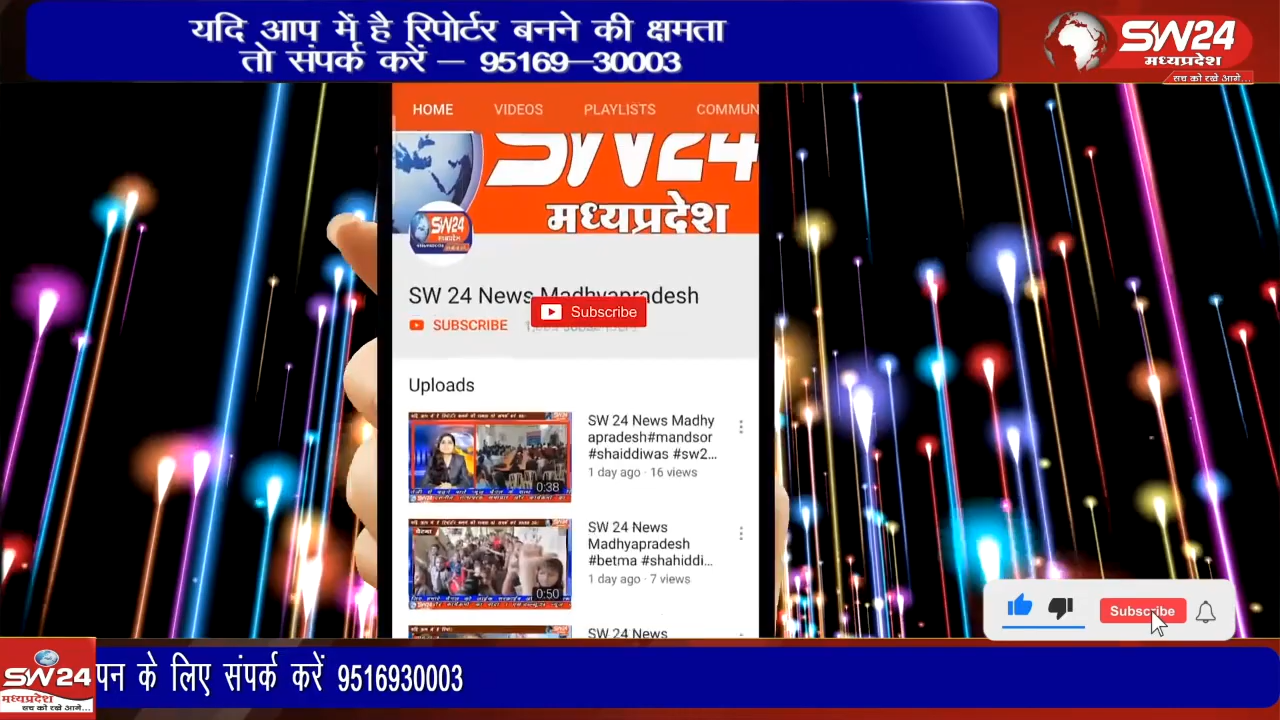 यदि आप में है रिपोर्टर बनने की क्षमता
तो संपर्क करें – 95169–30003
SW24
मध्यप्रदेश
सच को रखे आगे...
HOME VIDEOS PLAYLISTS COMMUN
SW24
मध्यप्रदेश
SW24
SW 24 News Madhyapradesh
SUBSCRIBE
Subscribe
Uploads
SW 24 News Madhy
apradesh#mandsor
#shaiddiwas #sw2...
1 day ago · 16 views
0:38
SW 24 News
Madhyapradesh
#betma #shahiddi...
1 day ago · 7 views
0:50
SW 24 News
Subscribe
SW24
मध्यप्रदेश
सच को रखे आगे...
पन के लिए संपर्क करें 9516930003